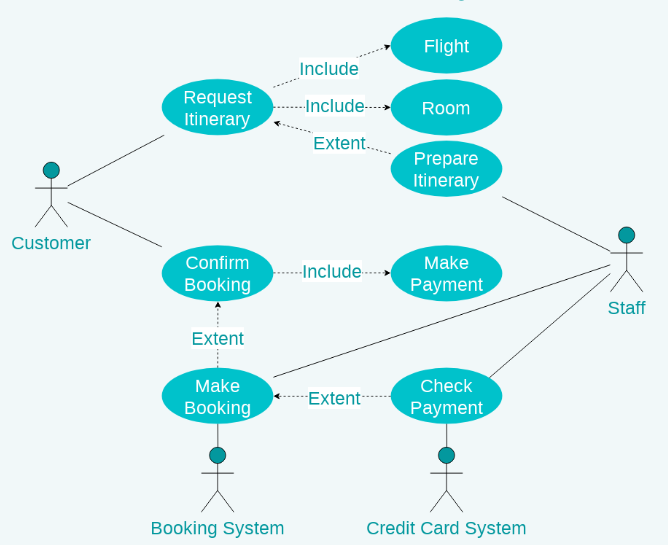 Flight
Include
Request
Itinerary
Include
Room
Extent
Prepare
Itinerary
Customer
Confirm
Booking
Include
Make
Payment
Staff
Extent
Make
Booking
Extent
Check
Payment
Booking System
Credit Card System